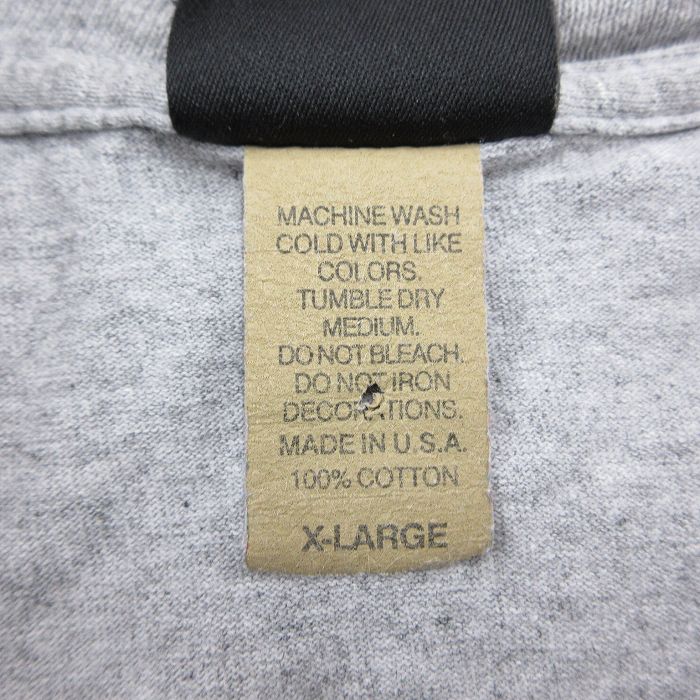 MACHINE WASH
COLD WITH LIKE
COLORS.
TUMBLE DRY
MEDIUM.
DO NOT BLEACH.
DO NOT IRON
DECORATIONS.
MADE IN U.S.A.
100% COTTON
X-LARGE